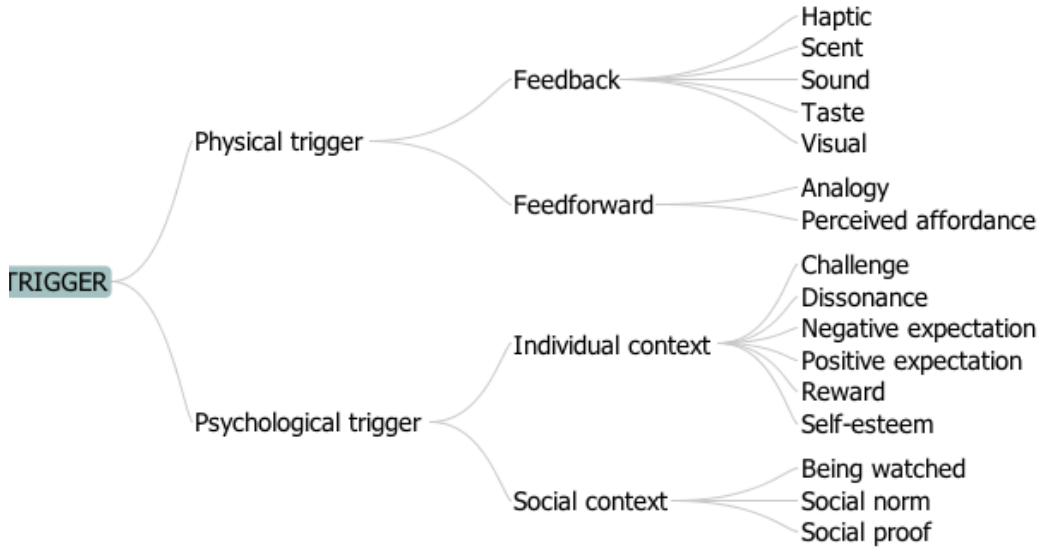 Haptic
Scent
Feedback
Sound
Taste
Physical trigger
Visual
Analogy
Feedforward
Perceived affordance
TRIGGER
Challenge
Dissonance
Negative expectation
Individual context
Positive expectation
Reward
Psychological trigger
Self-esteem
Being watched
Social context
Social norm
Social proof